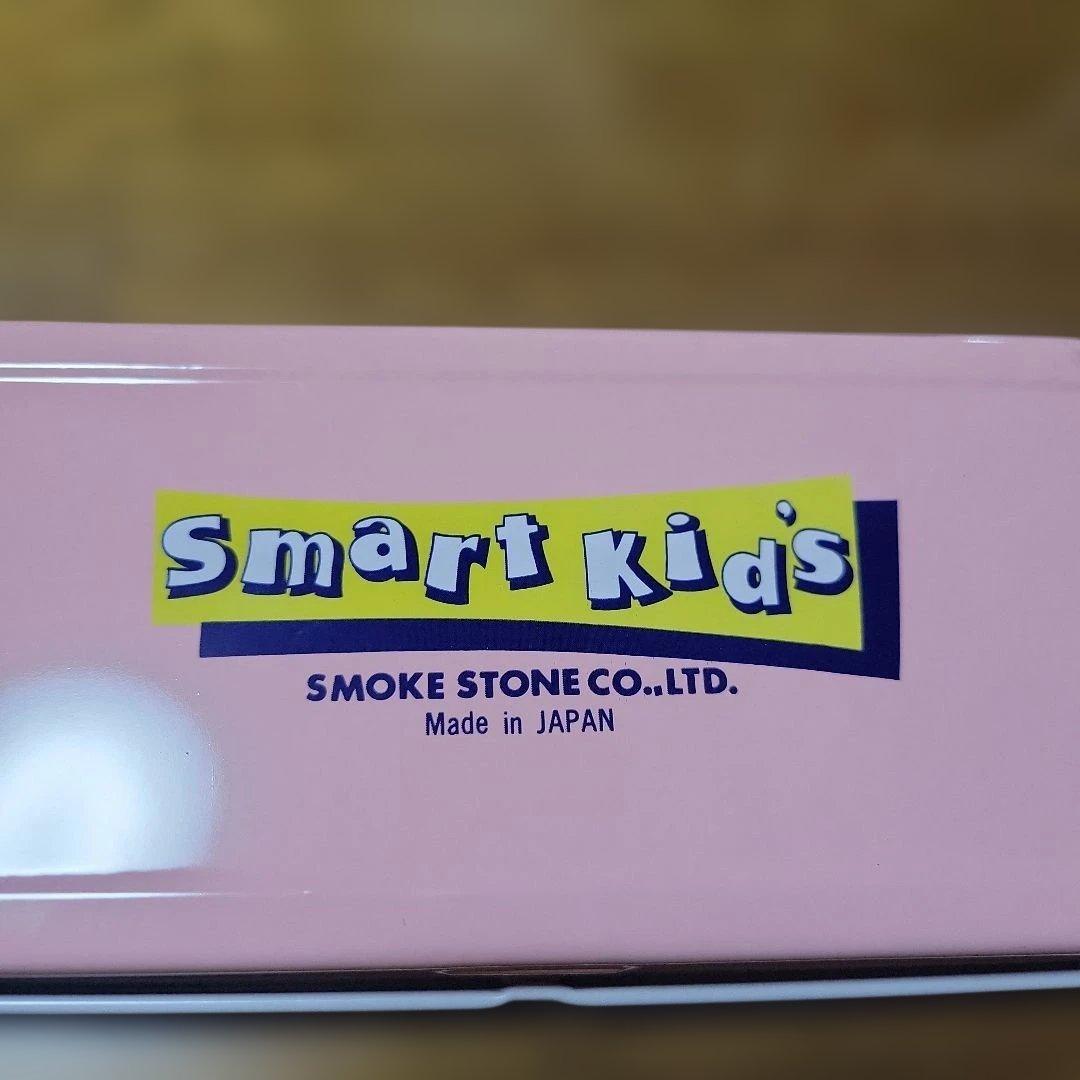 Smart Kid's
SMOKE STONE CO.,LTD.
Made in JAPAN